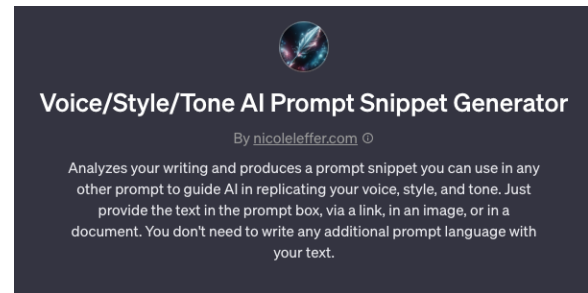 Voice/Style/Tone AI Prompt Snippet Generator
By nicoleleffer.com
Analyzes your writing and produces a prompt snippet you can use in any
other prompt to guide AI in replicating your voice, style, and tone. Just
provide the text in the prompt box, via a link, in an image, or in a
document. You don't need to write any additional prompt language with
your text.